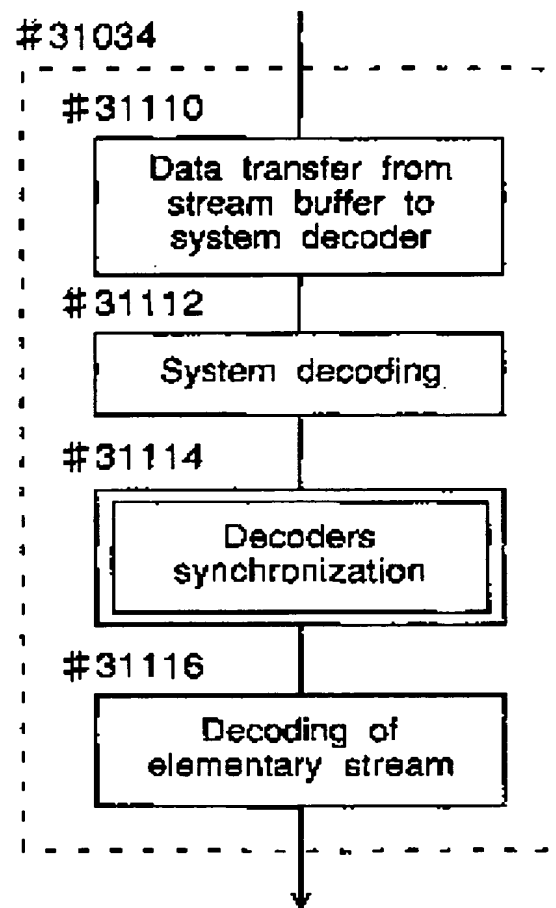 #31034
#31110
Data transfer from
stream buffer to
system decoder
#31112
System decoding
#31114
Decoders
synchronization
#31116
Decoding of
elementary stream